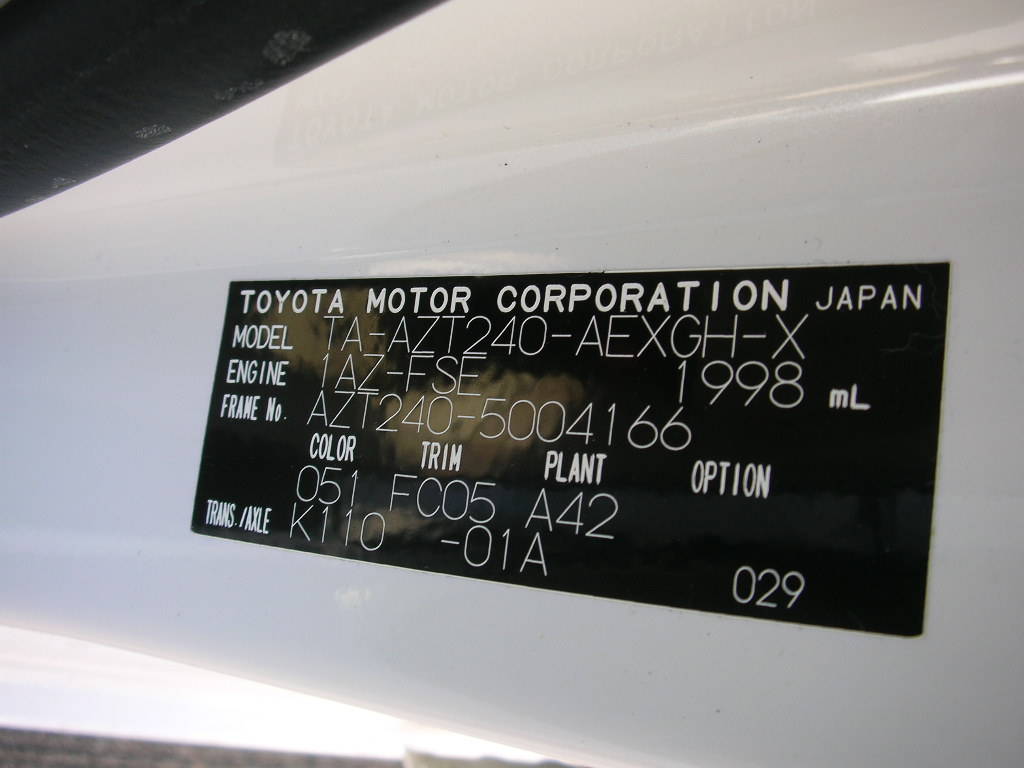 TOYOTA MOTOR CORPORATION JAPAN
MODEL TA-AZT240-AEXGH-X
ENGINE 1AZ-FSE 1998 mL
FRAME No. AZT240-5004166
COLOR TRIM PLANT OPTION
051 FC05 A42
TRANS./AXLE K110 -01A
029